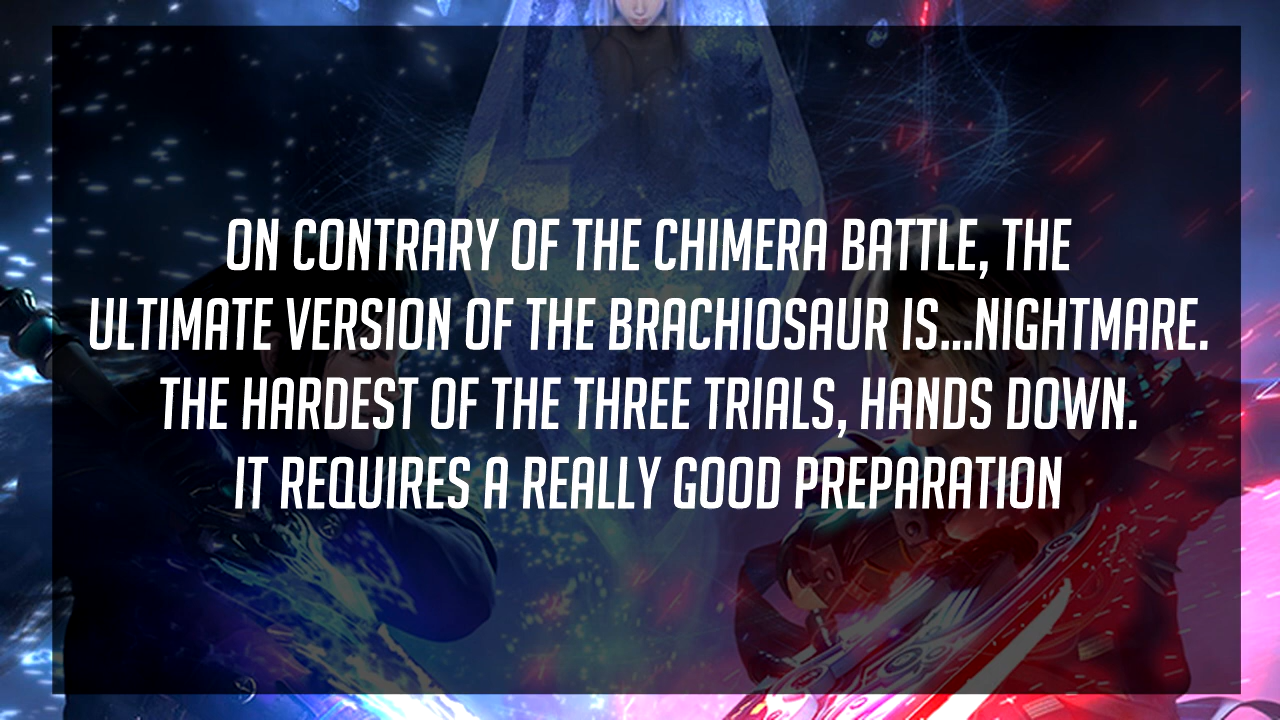 ON CONTRARY OF THE CHIMERA BATTLE, THE
ULTIMATE VERSION OF THE BRACHIOSAUR IS...NIGHTMARE.
THE HARDEST OF THE THREE TRIALS, HANDS DOWN.
IT REQUIRES A REALLY GOOD PREPARATION